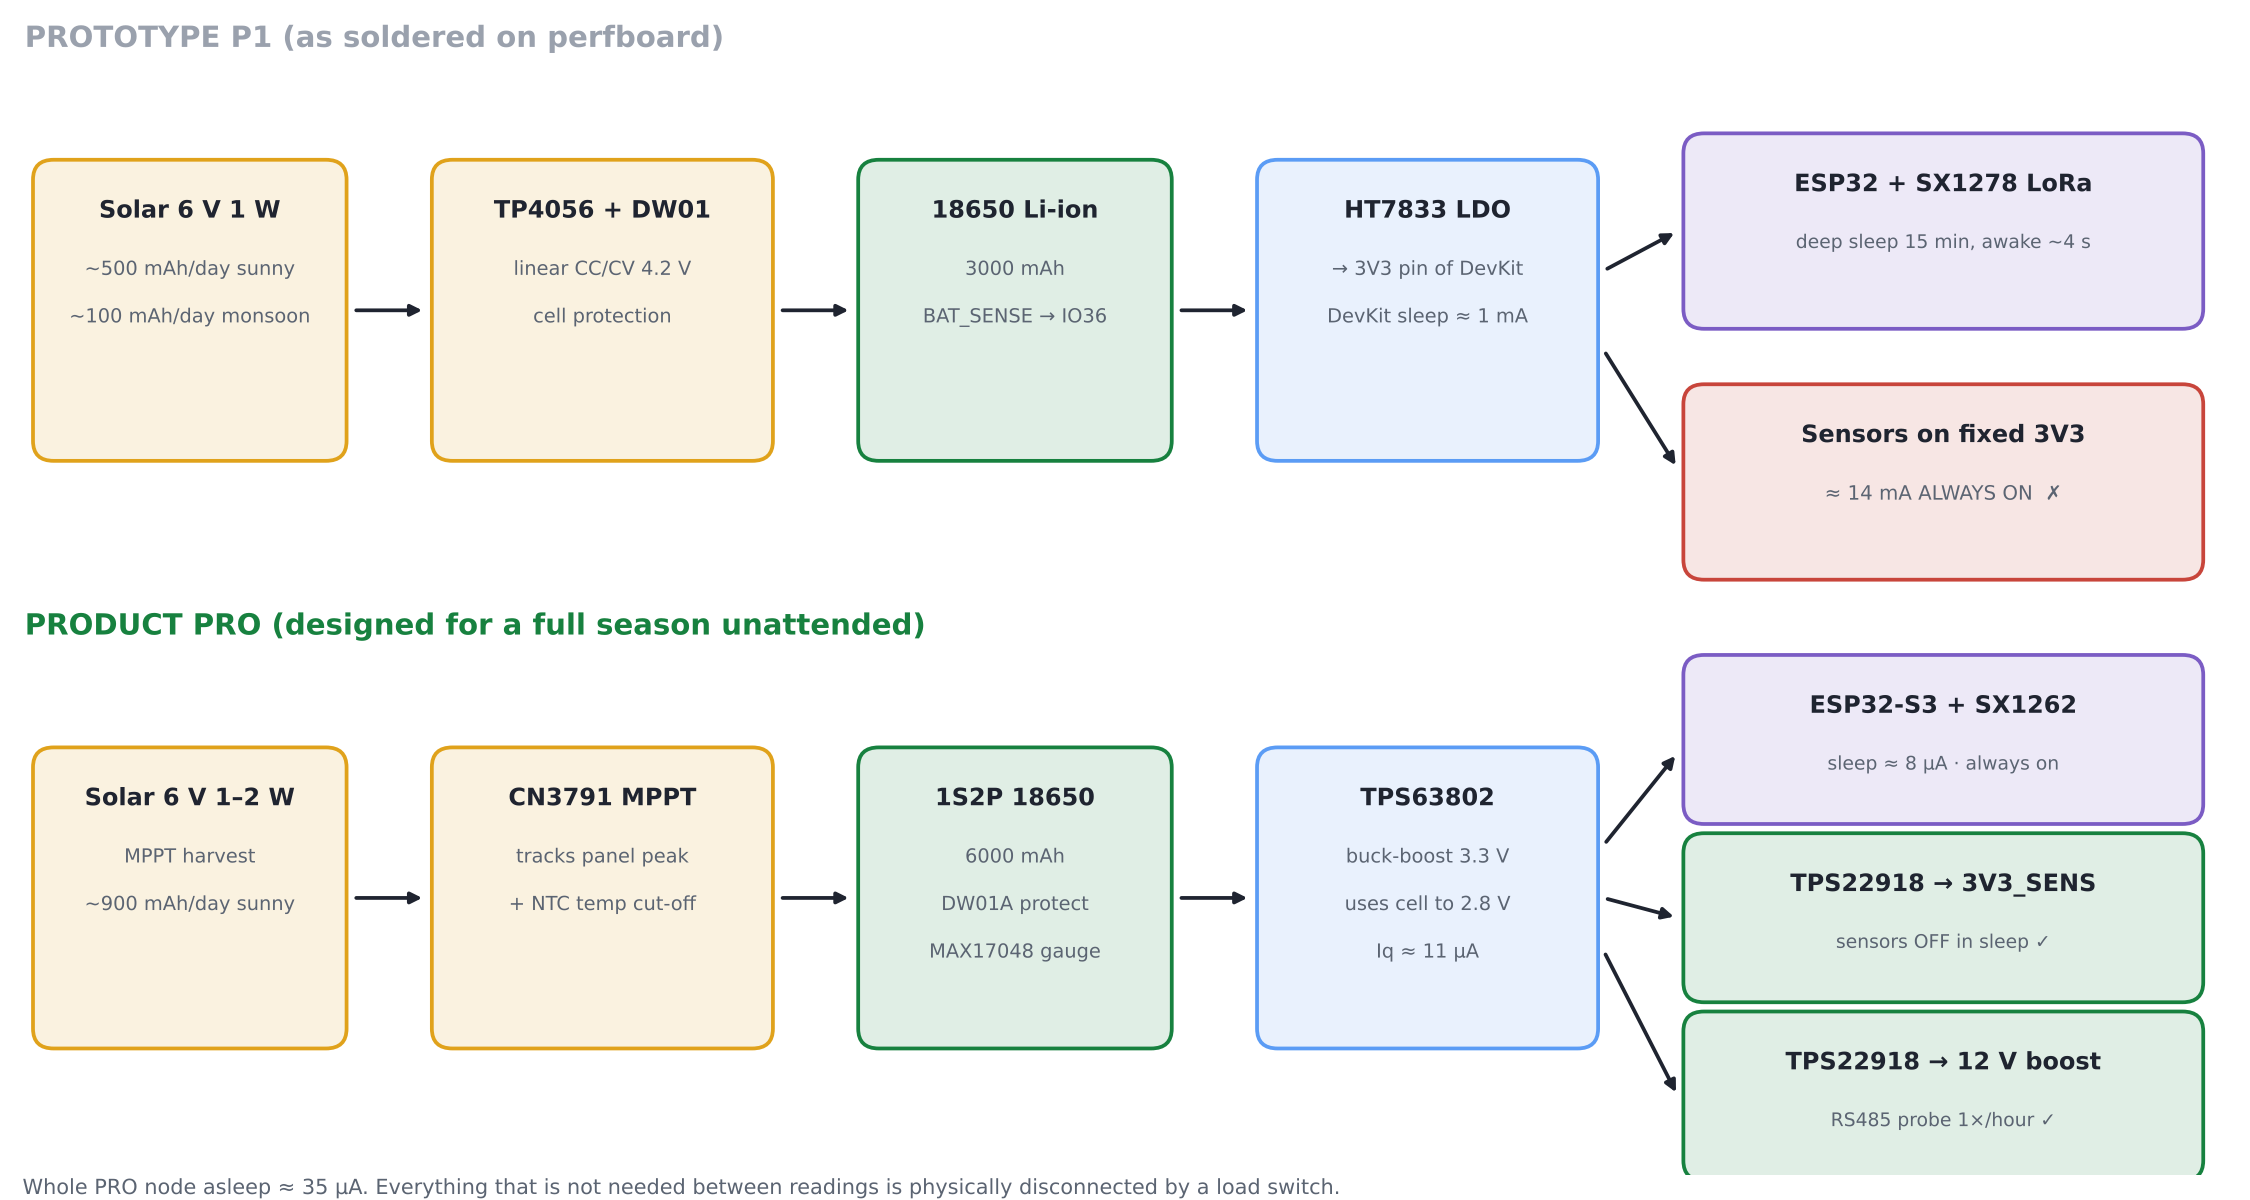 PROTOTYPE P1 (as soldered on perfboard)
Solar 6 V 1 W
~500 mAh/day sunny
~100 mAh/day monsoon
TP4056 + DW01
linear CC/CV 4.2 V
cell protection
18650 Li-ion
3000 mAh
BAT_SENSE → IO36
HT7833 LDO
→ 3V3 pin of DevKit
DevKit sleep ≈ 1 mA
ESP32 + SX1278 LoRa
deep sleep 15 min, awake ~4 s
Sensors on fixed 3V3
≈ 14 mA ALWAYS ON ✗
PRODUCT PRO (designed for a full season unattended)
Solar 6 V 1–2 W
MPPT harvest
~900 mAh/day sunny
CN3791 MPPT
tracks panel peak
+ NTC temp cut-off
1S2P 18650
6000 mAh
DW01A protect
MAX17048 gauge
TPS63802
buck-boost 3.3 V
uses cell to 2.8 V
Iq ≈ 11 µA
ESP32-S3 + SX1262
sleep ≈ 8 µA · always on
TPS22918 → 3V3_SENS
sensors OFF in sleep ✓
TPS22918 → 12 V boost
RS485 probe 1×/hour ✓
Whole PRO node asleep ≈ 35 µA. Everything that is not needed between readings is physically disconnected by a load switch.